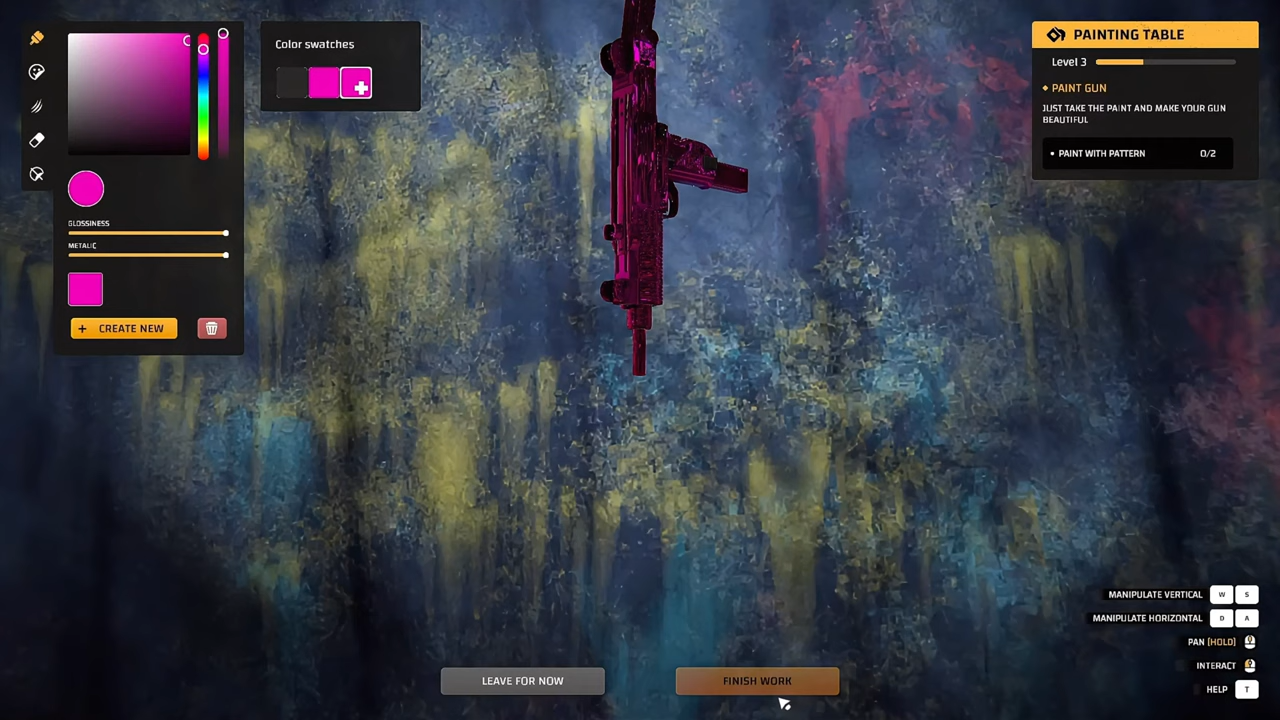 Color swatches
GLOSSINESS
METALIC
+ CREATE NEW
PAINTING TABLE
Level 3
PAINT GUN
JUST TAKE THE PAINT AND MAKE YOUR GUN
BEAUTIFUL
• PAINT WITH PATTERN 0/2
MANIPULATE VERTICAL W S
MANIPULATE HORIZONTAL D A
PAN [HOLD]
INTERACT
HELP T
LEAVE FOR NOW
FINISH WORK